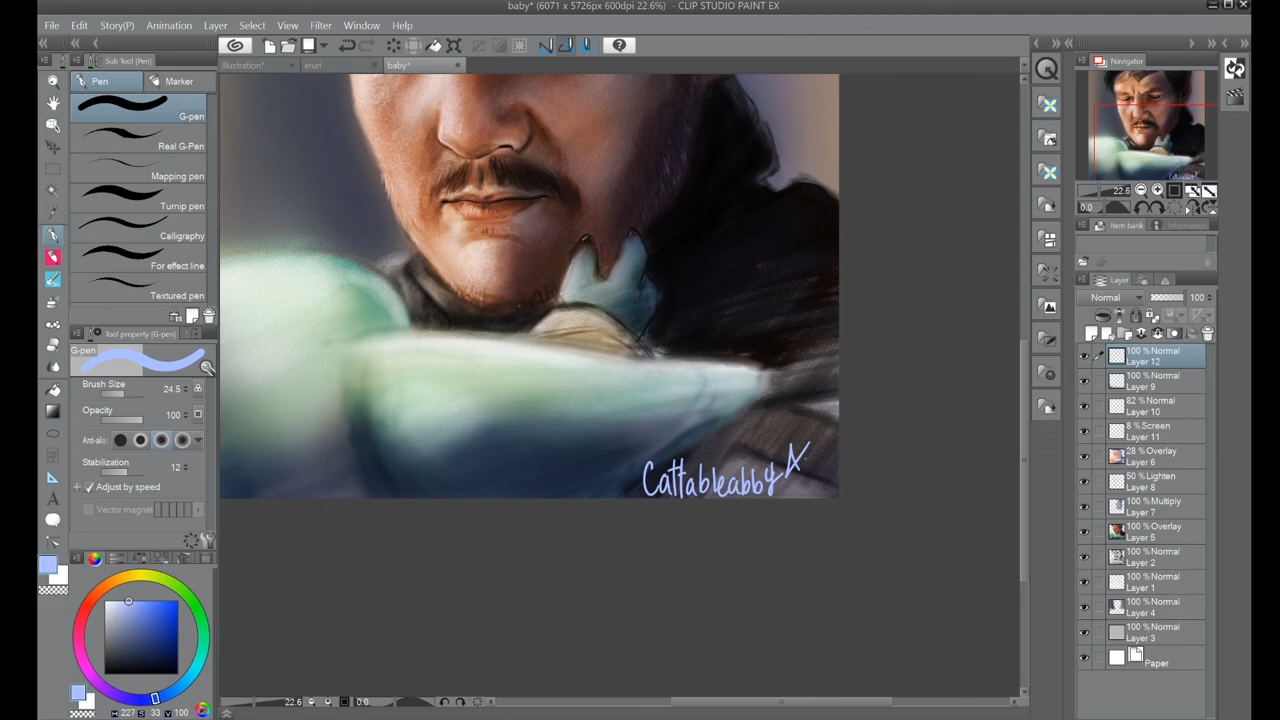 baby* (6071 x 5726px 600dpi 22.6%) - CLIP STUDIO PAINT EX
File Edit Story(P) Animation Layer Select View Filter Window Help
Sub Tool[Pen]
Illustration* eruri baby*
Navigator
Pen Marker
G-pen
Real G-Pen
Mapping pen
Turnip pen
Calligraphy
For effect line
Textured pen
22.6
0.0
Item bank Information
Tool property [G-pen]
G-pen
Brush Size 24.5
Opacity 100
Anti-alia
Stabilization 12
Adjust by speed
Vector magnet
Layer
Normal 100
100 % Normal
Layer 12
100 % Normal
Layer 9
82 % Normal
Layer 10
8 % Screen
Layer 11
28 % Overlay
Layer 6
50 % Lighten
Layer 8
100 % Multiply
Layer 7
100 % Overlay
Layer 5
100 % Normal
Layer 2
100 % Normal
Layer 1
100 % Normal
Layer 4
100 % Normal
Layer 3
Paper
Cattableabby
H 227 S 33 V 100
22.6 0.0